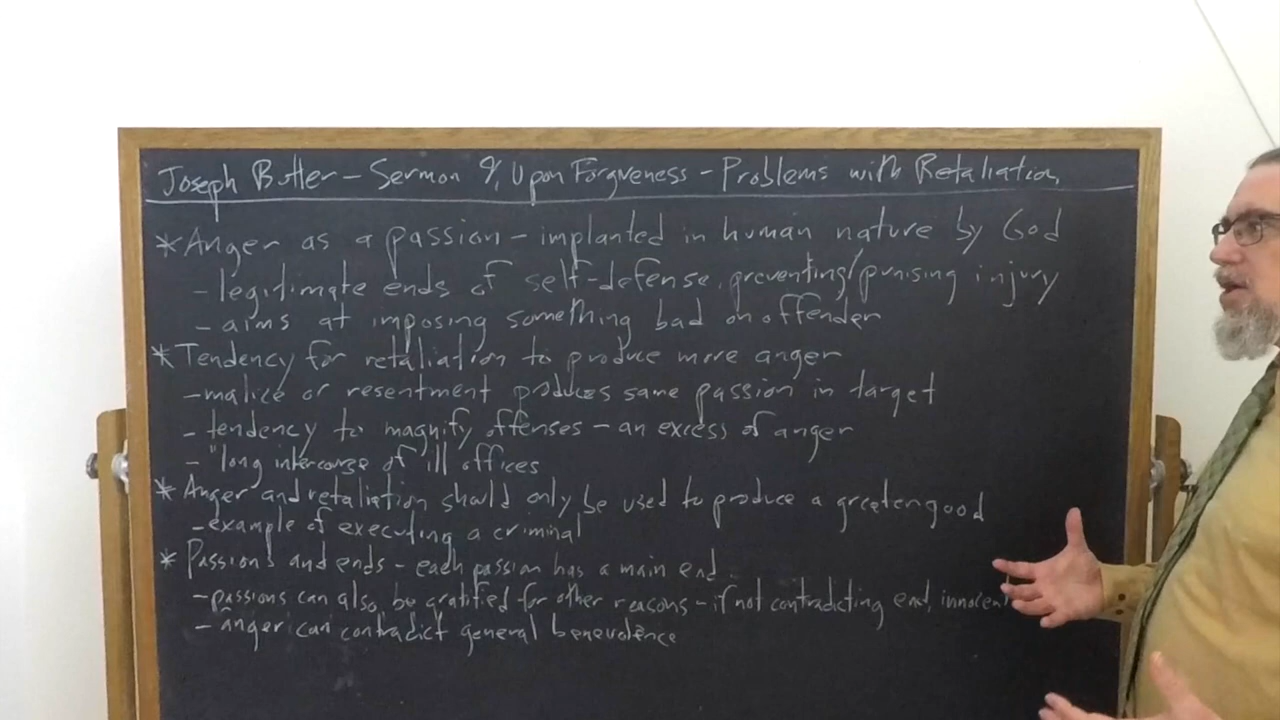 Joseph Butler - Sermon 9, Upon Forgveness - Problems with Retaliation
* Anger as a passion - implanted in human nature by God
- legitimate ends of self-defense, preventing/punising injury
- aims at imposing something bad on offender
* Tendency for retaliation to produce more anger
- malice or resentment produces same passion in target
- tendency to magnify offenses - an excess of anger
- "long intercourse of ill offices
* Anger and retaliation should only be used to produce a greater good
- example of executing a criminal
* Passions and ends - each passion has a main end
- passions can also be gratified for other reasons - if not contradicting end, innocent
- anger can contradict general benevolence